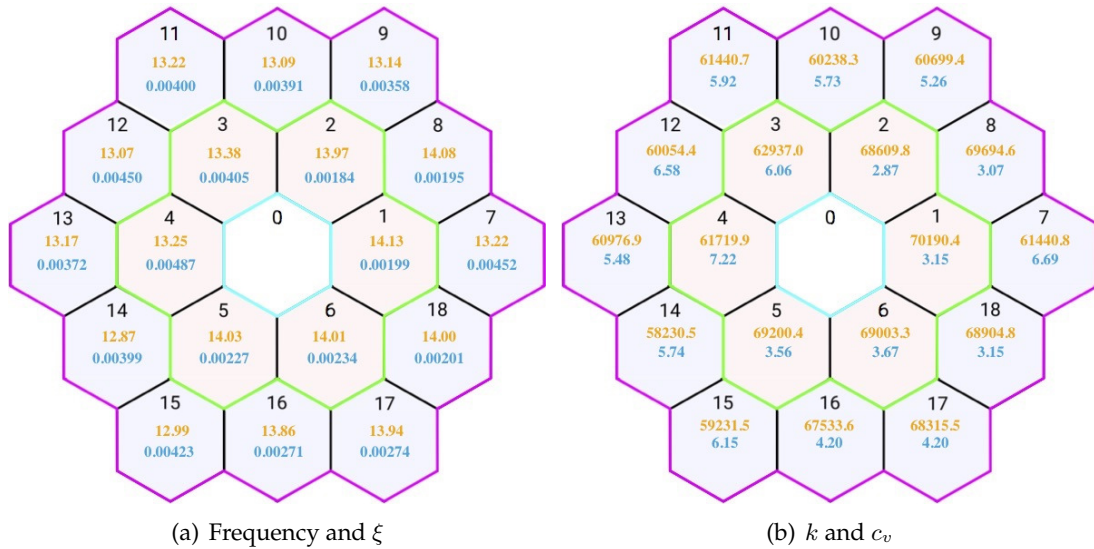 11 10 9
13.22 13.09 13.14
0.00400 0.00391 0.00358
12 3 2 8
13.07 13.38 13.97 14.08
0.00450 0.00405 0.00184 0.00195
13 4 0 1 7
13.17 13.25 14.13 13.22
0.00372 0.00487 0.00199 0.00452
14 5 6 18
12.87 14.03 14.01 14.00
0.00399 0.00227 0.00234 0.00201
15 16 17
12.99 13.86 13.94
0.00423 0.00271 0.00274
(a) Frequency and ξ
11 10 9
61440.7 60238.3 60699.4
5.92 5.73 5.26
12 3 2 8
60054.4 62937.0 68609.8 69694.6
6.58 6.06 2.87 3.07
13 4 0 1 7
60976.9 61719.9 70190.4 61440.8
5.48 7.22 3.15 6.69
14 5 6 18
58230.5 69200.4 69003.3 68904.8
5.74 3.56 3.67 3.15
15 16 17
59231.5 67533.6 68315.5
6.15 4.20 4.20
(b) k and c_v